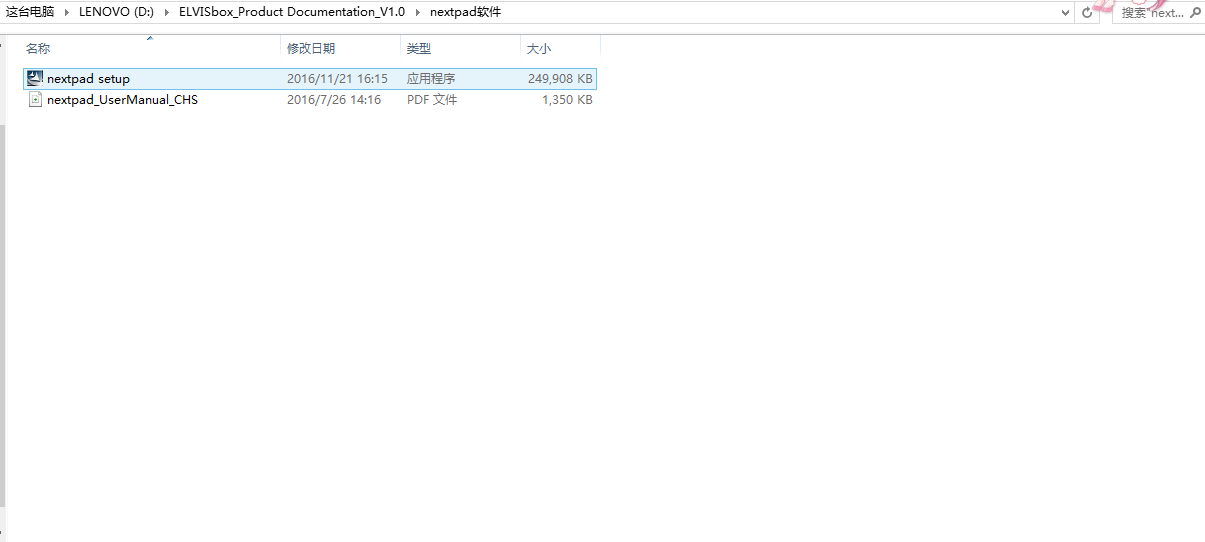 这台电脑 LENOVO (D:) ELVISbox_Product Documentation_V1.0 nextpad软件 搜索"next...
名称 修改日期 类型 大小
nextpad setup 2016/11/21 16:15 应用程序 249,908 KB
nextpad_UserManual_CHS 2016/7/26 14:16 PDF 文件 1,350 KB